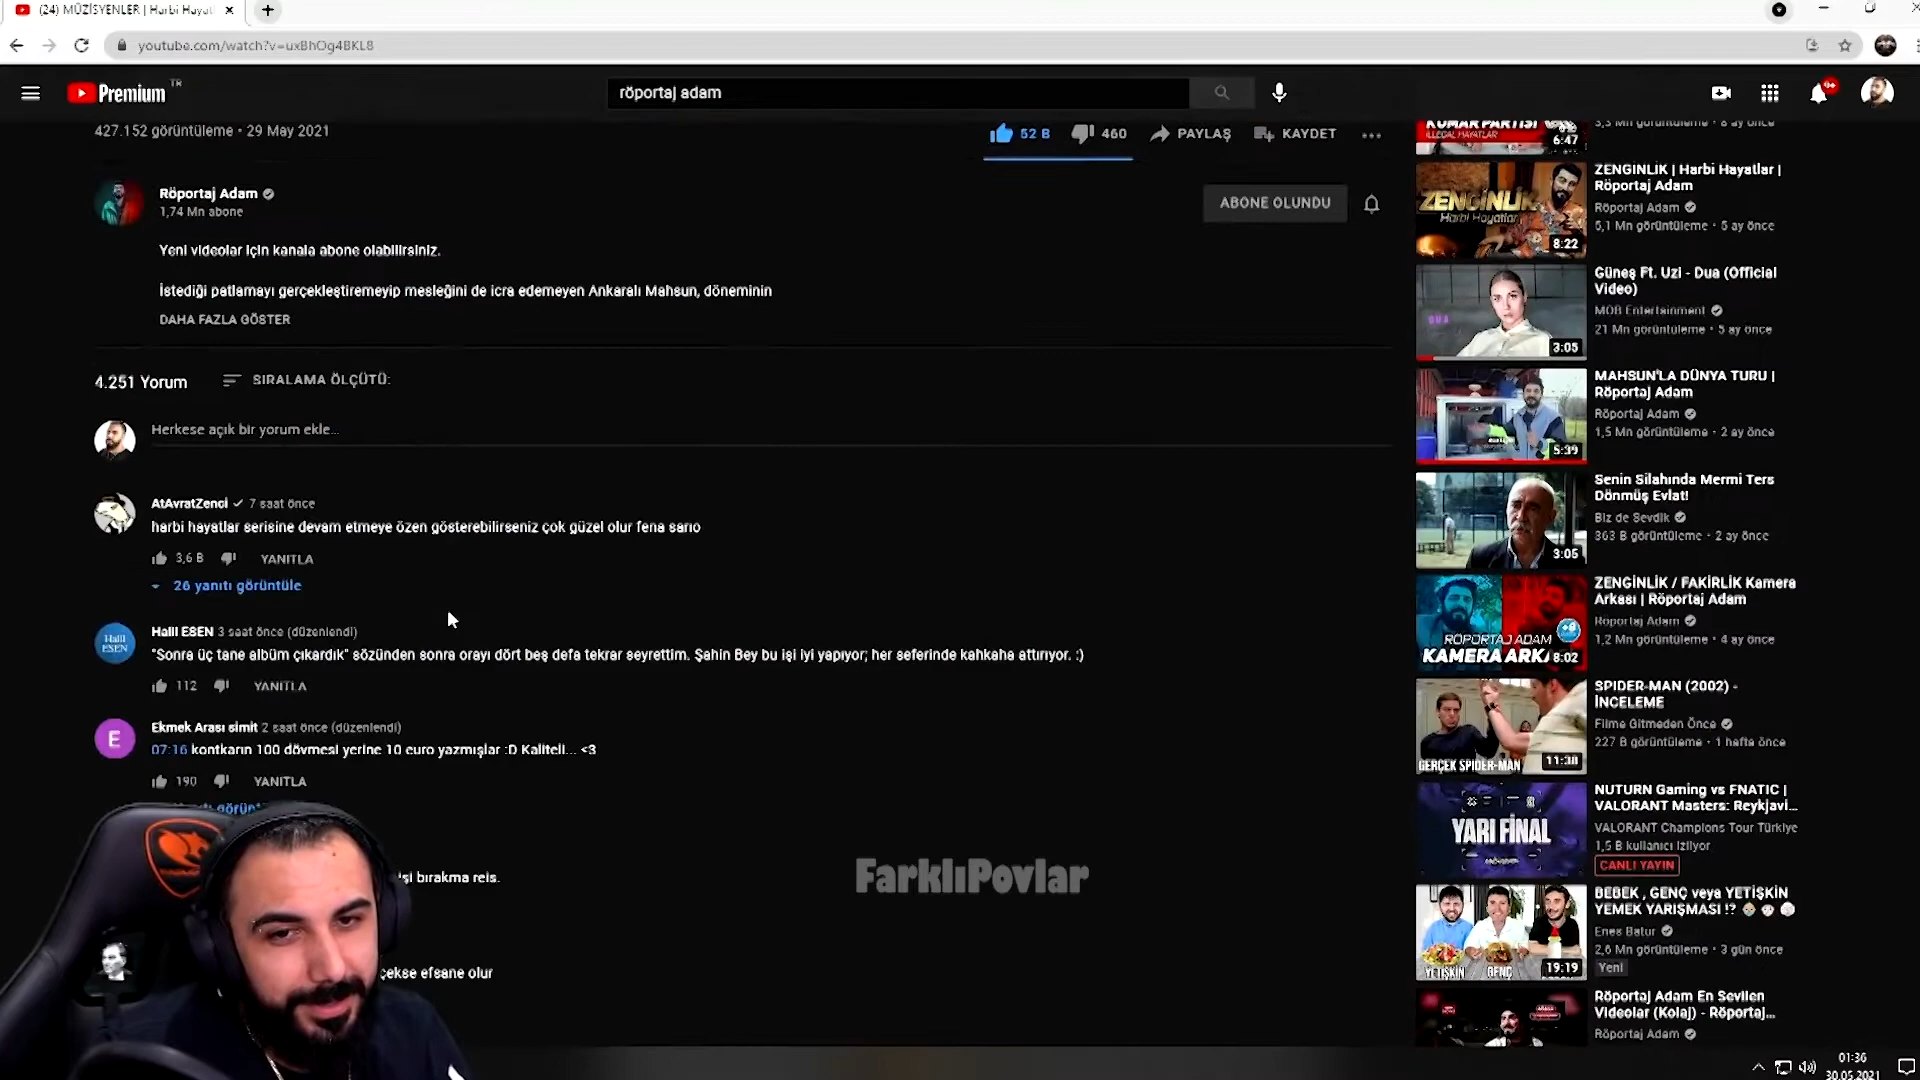 (24) MÜZİSYENLER | Harbi Hayatl
youtube.com/watch?v=uxBhOg4BKL8
Premium TR
röportaj adam
9+
427.152 görüntüleme • 29 May 2021
52 B
460
PAYLAŞ
KAYDET
Röportaj Adam
1,74 Mn abone
ABONE OLUNDU
Yeni videolar için kanala abone olabilirsiniz.
İstediği patlamayı gerçekleştiremeyip mesleğini de icra edemeyen Ankaralı Mahsun, döneminin
DAHA FAZLA GÖSTER
4.251 Yorum
SIRALAMA ÖLÇÜTÜ:
Herkese açık bir yorum ekle...
AtAvratZenci 7 saat önce
harbi hayatlar serisine devam etmeye özen gösterebilirseniz çok güzel olur fena sarıo
3,6 B
YANITLA
26 yanıtı görüntüle
Halil ESEN
Halil ESEN 3 saat önce (düzenlendi)
"Sonra üç tane albüm çıkardık" sözünden sonra orayı dört beş defa tekrar seyrettim. Şahin Bey bu işi iyi yapıyor; her seferinde kahkaha attırıyor. :)
112
YANITLA
E
Ekmek Arası simit 2 saat önce (düzenlendi)
07:16 kontkarın 100 dövmesi yerine 10 euro yazmışlar :D Kaliteli... <3
190
YANITLA
bırakma reis.
efsane olur
FarklıPovlar
KUMAR PARTİSİ
6:47
ZENGİNLİK
Harbi Hayatlar
8:22
ZENGİNLİK | Harbi Hayatlar |
Röportaj Adam
Röportaj Adam
5,1 Mn görüntüleme • 5 ay önce
DUA
3:05
Güneş Ft. Uzi - Dua (Official
Video)
MOB Entertainment
21 Mn görüntüleme • 5 ay önce
5:39
MAHSUN'LA DÜNYA TURU |
Röportaj Adam
Röportaj Adam
1,5 Mn görüntüleme • 2 ay önce
3:05
Senin Silahında Mermi Ters
Dönmüş Evlat!
Biz de Sevdik
363 B görüntüleme • 2 ay önce
RÖPORTAJ ADAM
KAMERA ARKA
8:02
ZENGİNLİK / FAKİRLİK Kamera
Arkası | Röportaj Adam
Röportaj Adam
1,2 Mn görüntüleme • 4 ay önce
GERÇEK SPIDER-MAN
11:38
SPIDER-MAN (2002) -
İNCELEME
Filme Gitmeden Önce
227 B görüntüleme • 1 hafta önce
YARI FİNAL
NUTURN Gaming vs FNATIC |
VALORANT Masters: Reykjavi...
VALORANT Champions Tour Türkiye
1,5 B kullanıcı izliyor
CANLI YAYIN
YETİŞKİN
GENÇ
19:19
BEBEK , GENÇ veya YETİŞKİN
YEMEK YARIŞMASI !?
Enes Batur
2,6 Mn görüntüleme • 3 gün önce
Yeni
Röportaj Adam En Sevilen
Videolar (Kolaj) - Röportaj...
Röportaj Adam
01:36
30.05.2021